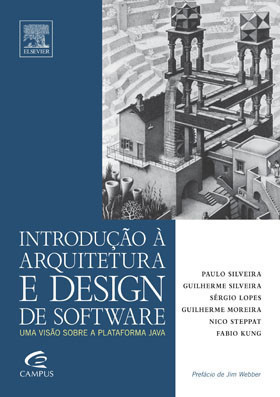 ELSEVIER
INTRODUÇÃO À
ARQUITETURA
E DESIGN
DE SOFTWARE
UMA VISÃO SOBRE A PLATAFORMA JAVA
PAULO SILVEIRA
GUILHERME SILVEIRA
SÉRGIO LOPES
GUILHERME MOREIRA
NICO STEPPAT
FABIO KUNG
Prefácio de Jim Webber
CAMPUS